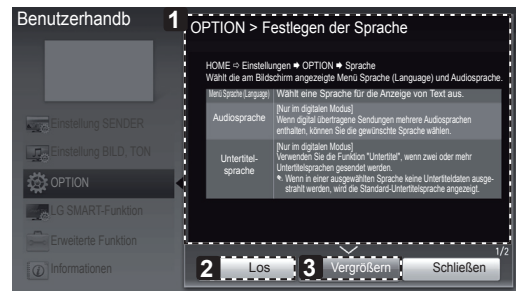 Benutzerhandb
1
OPTION > Festlegen der Sprache
HOME ⇨ Einstellungen ➡ OPTION ➡ Sprache
Wählt die am Bildschirm angezeigte Menü Sprache (Language) und Audiosprache.
Menü Sprache (Language) Wählt eine Sprache für die Anzeige von Text aus.
Audiosprache
[Nur im digitalen Modus]
Wenn digital übertragene Sendungen mehrere Audiosprachen
enthalten, können Sie die gewünschte Sprache wählen.
Untertitel-
sprache
[Nur im digitalen Modus]
Verwenden Sie die Funktion "Untertitel", wenn zwei oder mehr
Untertitelsprachen gesendet werden.
Wenn in einer ausgewählten Sprache keine Untertiteldaten ausge-
strahlt werden, wird die Standard-Untertitelsprache angezeigt.
Einstellung SENDER
Einstellung BILD, TON
OPTION
LG SMART-Funktion
Erweiterte Funktion
Informationen
1/2
2 Los
3 Vergrößern
Schließen